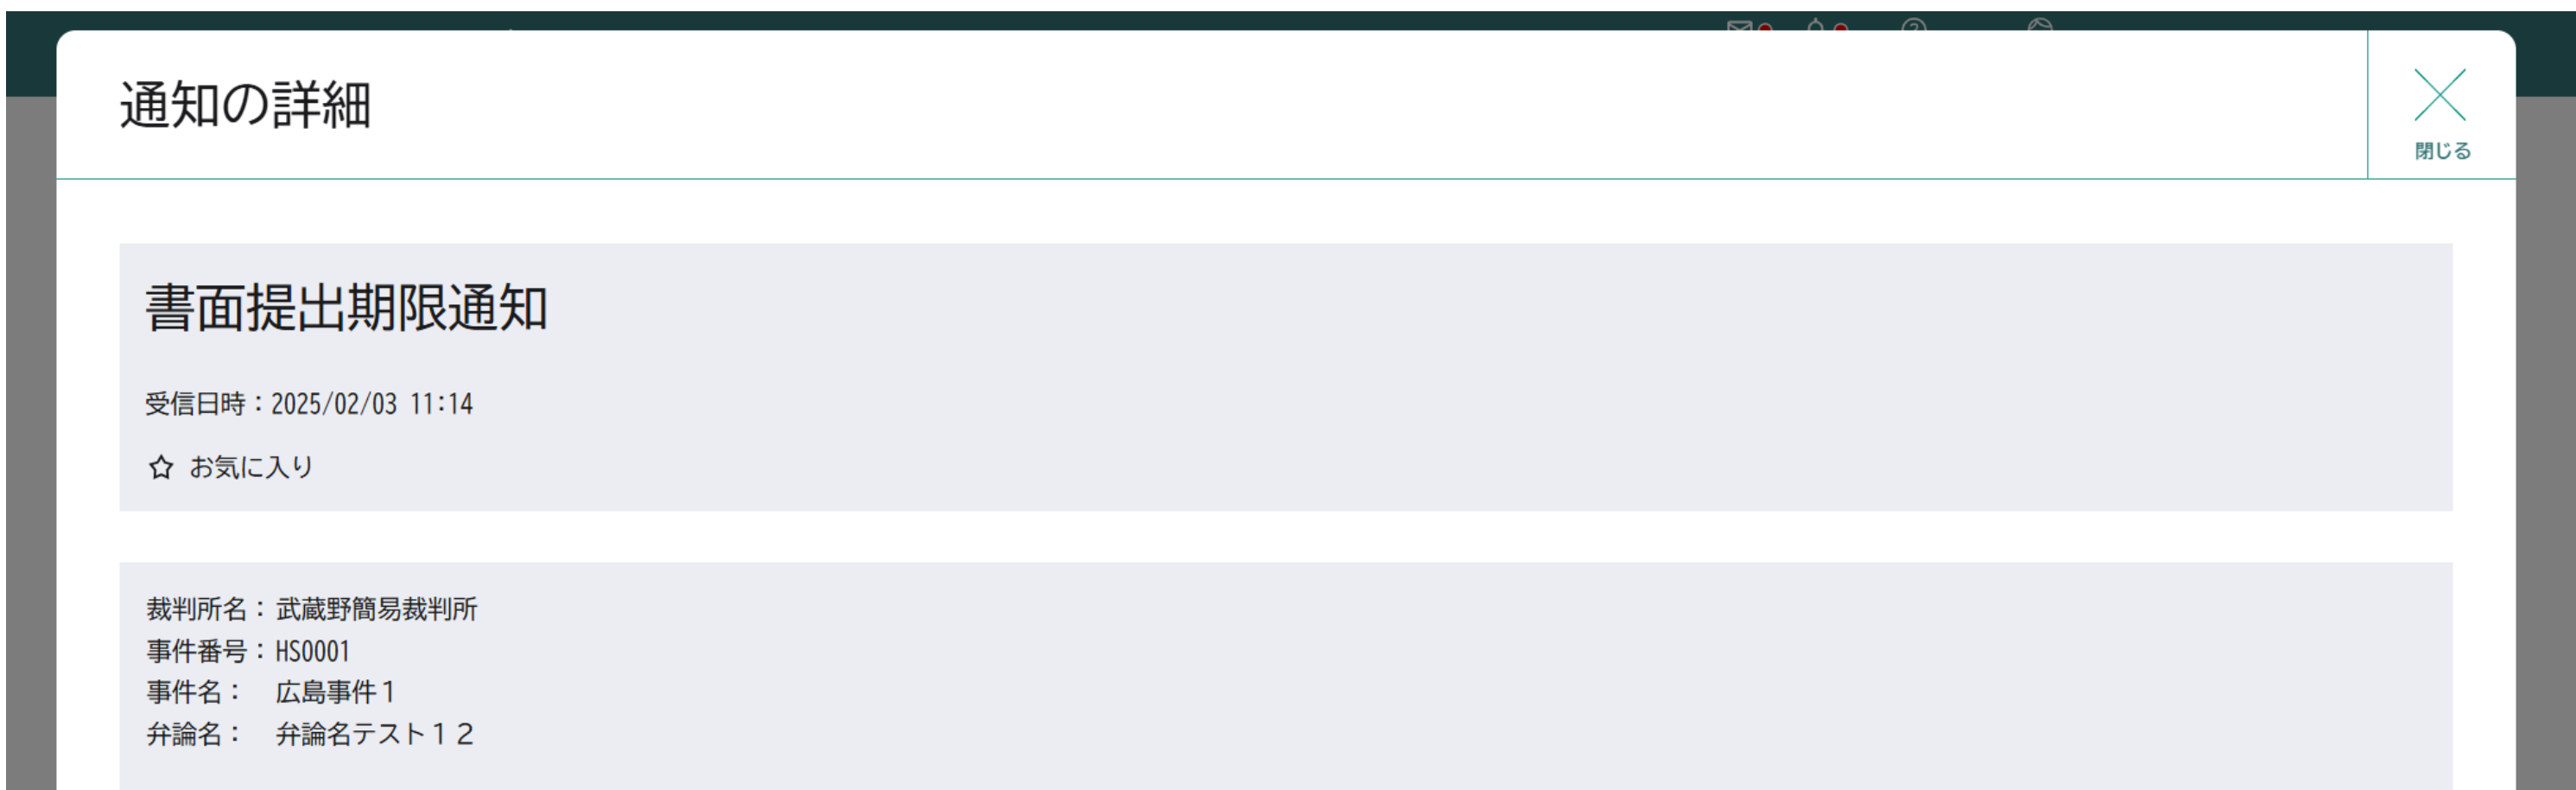 通知の詳細
閉じる
書面提出期限通知
受信日時：2025/02/03 11:14
☆ お気に入り
裁判所名：武蔵野簡易裁判所
事件番号：HS0001
事件名：　広島事件１
弁論名：　弁論名テスト１２